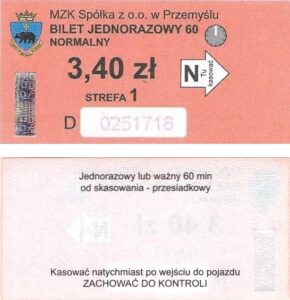 MZK Spółka z o.o. w Przemyślu
BILET JEDNORAZOWY 60
NORMALNY
3,40 zł
N
Tu kasować
STREFA 1
D 0251718
Jednorazowy lub ważny 60 min
od skasowania - przesiadkowy
Kasować natychmiast po wejściu do pojazdu
ZACHOWAĆ DO KONTROLI